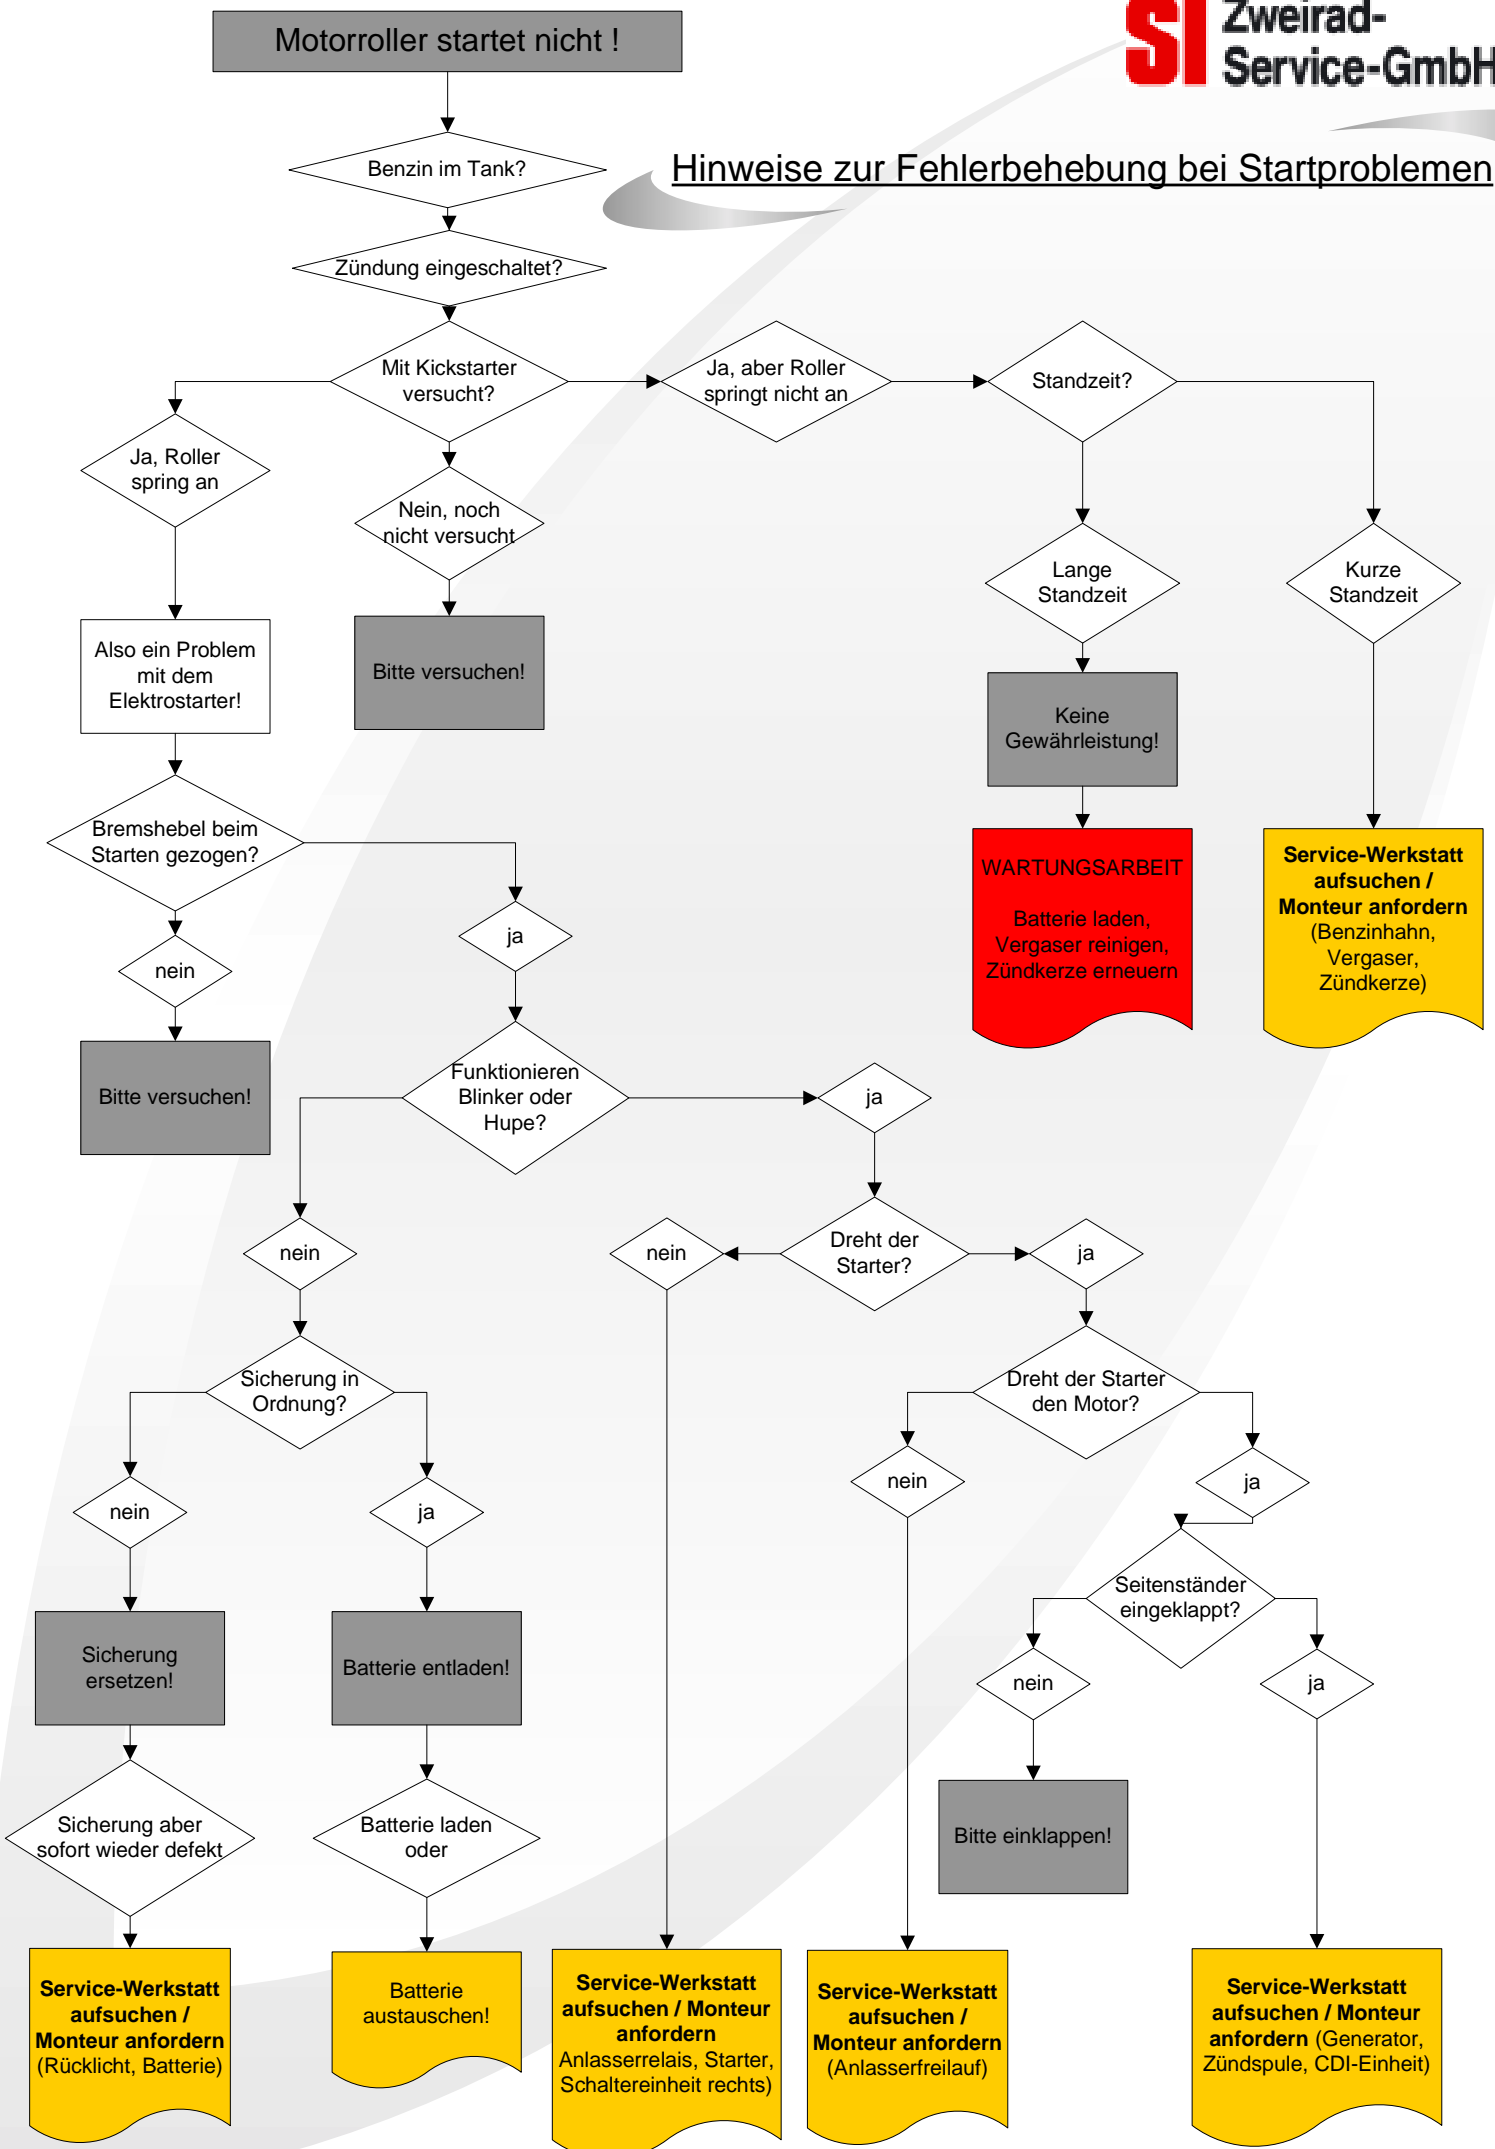 Motorroller startet nicht !
SI
Zweirad-
Service-GmbH
Hinweise zur Fehlerbehebung bei Startproblemen
Benzin im Tank?
Zündung eingeschaltet?
Mit Kickstarter
versucht?
Ja, aber Roller
springt nicht an
Standzeit?
Ja, Roller
spring an
Nein, noch
nicht versucht
Lange
Standzeit
Kurze
Standzeit
Also ein Problem
mit dem
Elektrostarter!
Bitte versuchen!
Keine
Gewährleistung!
Bremshebel beim
Starten gezogen?
WARTUNGSARBEIT
Batterie laden,
Vergaser reinigen,
Zündkerze erneuern
Service-Werkstatt
aufsuchen /
Monteur anfordern
(Benzinhahn,
Vergaser,
Zündkerze)
ja
nein
Bitte versuchen!
Funktionieren
Blinker oder
Hupe?
ja
nein
nein
Dreht der
Starter?
ja
Sicherung in
Ordnung?
Dreht der Starter
den Motor?
nein
ja
nein
ja
Seitenständer
eingeklappt?
Sicherung
ersetzen!
Batterie entladen!
nein
ja
Sicherung aber
sofort wieder defekt
Batterie laden
oder
Bitte einklappen!
Service-Werkstatt
aufsuchen /
Monteur anfordern
(Rücklicht, Batterie)
Batterie
austauschen!
Service-Werkstatt
aufsuchen / Monteur
anfordern
Anlasserrelais, Starter,
Schaltereinheit rechts)
Service-Werkstatt
aufsuchen /
Monteur anfordern
(Anlasserfreilauf)
Service-Werkstatt
aufsuchen / Monteur
anfordern (Generator,
Zündspule, CDI-Einheit)